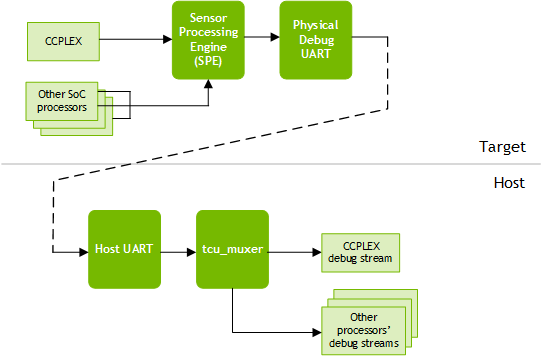 CCPLEX
Sensor
Processing
Engine
(SPE)
Physical
Debug
UART
Other SoC
processors
Target
Host
Host UART
tcu_muxer
CCPLEX
debug stream
Other
processors’
debug streams